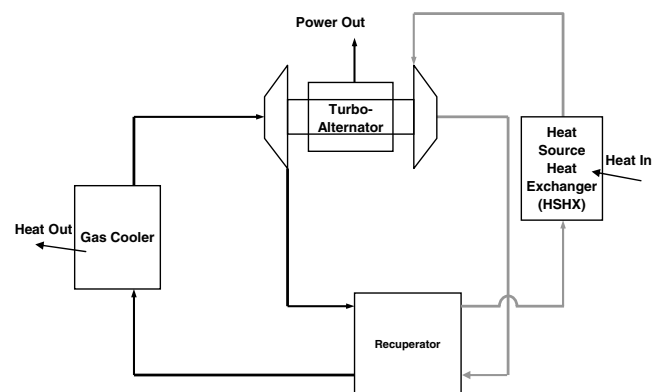 Power Out
Turbo-
Alternator
Heat
Source
Heat
Exchanger
(HSHX)
Heat In
Heat Out
Gas Cooler
Recuperator